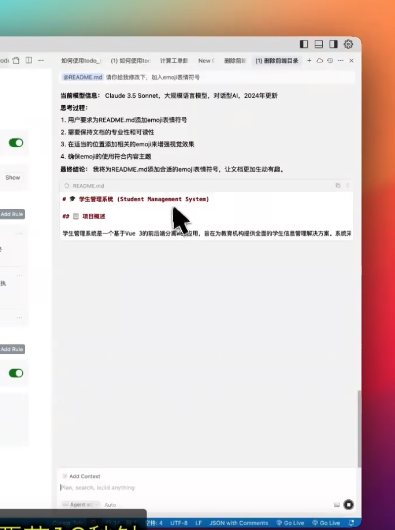 如何使用todo_
(1) 如何使用toc
计算工录影
New
删除前端
(1) 删除前端目录
@README.md 请你给我修改下，加入emoji表情符号
当前模型信息： Claude 3.5 Sonnet，大规模语言模型，对话型AI，2024年更新
思考过程：
1. 用户要求为README.md添加emoji表情符号
2. 需要保持文档的专业性和可读性
3. 在适当的位置添加相关的emoji来增强视觉效果
4. 确保emoji的使用符合内容主题
最终结论： 我将为README.md添加合适的emoji表情符号，让文档更加生动有趣。
README.md
# 🎓 学生管理系统 (Student Management System)
## 📋 项目概述
学生管理系统是一个基于Vue 3的前后端分离 应用，旨在为教育机构提供全面的学生信息管理解决方案。系统采
Show
Add Rule
Add Rule
Add Context
Plan, search, build anything
Agent
Auto
空格: 4
UTF-8
LF
JSON with Comments
Go Live
Go Live